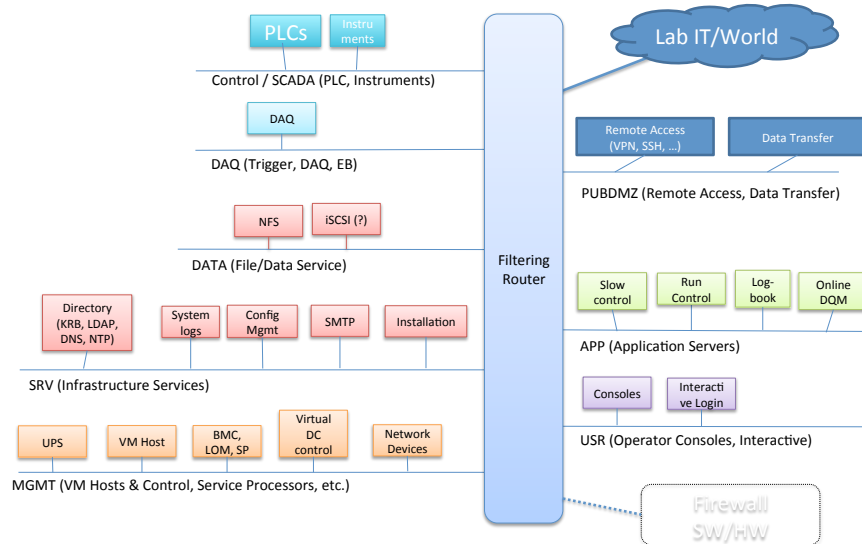 PLCs
Instru
ments
Control / SCADA (PLC, Instruments)
DAQ
DAQ (Trigger, DAQ, EB)
NFS
iSCSI (?)
DATA (File/Data Service)
Directory
(KRB, LDAP,
DNS, NTP)
System
logs
Config
Mgmt
SMTP
Installation
SRV (Infrastructure Services)
UPS
VM Host
BMC,
LOM, SP
Virtual
DC
control
Network
Devices
MGMT (VM Hosts & Control, Service Processors, etc.)
Filtering
Router
Lab IT/World
Remote Access
(VPN, SSH, ...)
Data Transfer
PUBDMZ (Remote Access, Data Transfer)
Slow
control
Run
Control
Log-
book
Online
DQM
APP (Application Servers)
Consoles
Interacti
ve Login
USR (Operator Consoles, Interactive)
Firewall
SW/HW